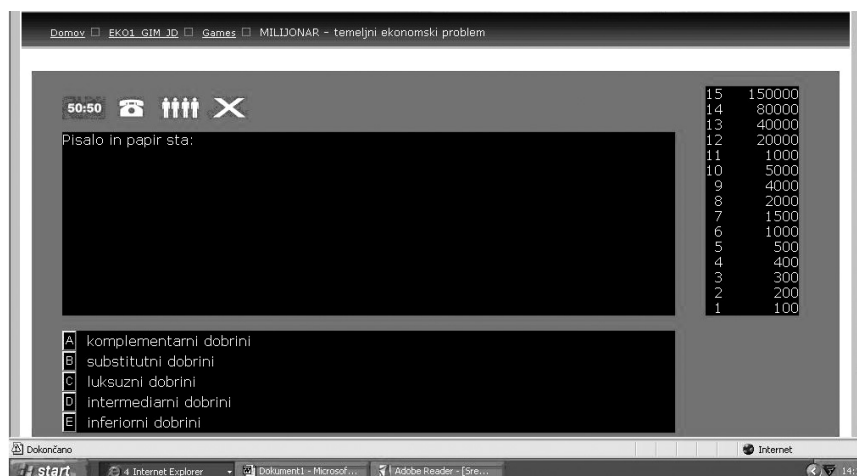 Domov EKO1 GIM JD Games MILIJONAR - temeljni ekonomski problem
50:50
Pisalo in papir sta:
15 150000
14 80000
13 40000
12 20000
11 1000
10 5000
9 4000
8 2000
7 1500
6 1000
5 500
4 400
3 300
2 200
1 100
A komplementarni dobrini
B substitutni dobrini
C luksuzni dobrini
D intermediarni dobrini
E inferiorni dobrini
Dokončano Internet
start 4 Internet Explorer Dokument1 - Microsof... Adobe Reader - [Sre... 14: